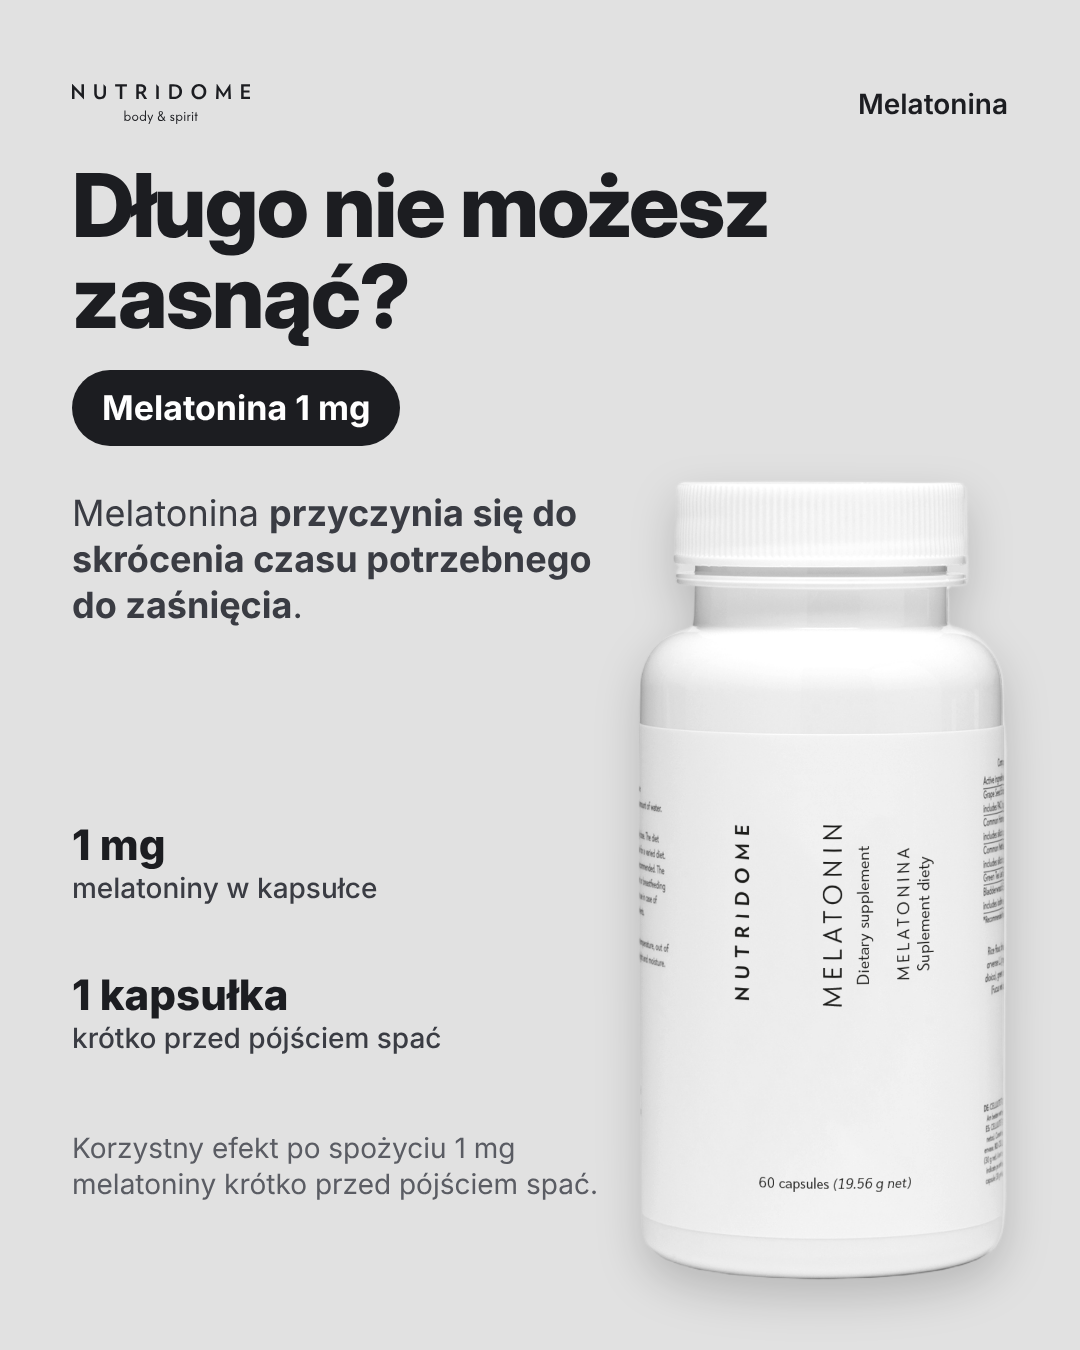 NUTRIDOME
body & spirit
Melatonina
Długo nie możesz
zasnąć?
Melatonina 1 mg
Melatonina przyczynia się do
skrócenia czasu potrzebnego
do zaśnięcia.
1 mg
melatoniny w kapsułce
1 kapsułka
krótko przed pójściem spać
Korzystny efekt po spożyciu 1 mg
melatoniny krótko przed pójściem spać.
NUTRIDOME
MELATONIN
Dietary supplement
MELATONINA
Suplement diety
60 capsules (19.56 g net)